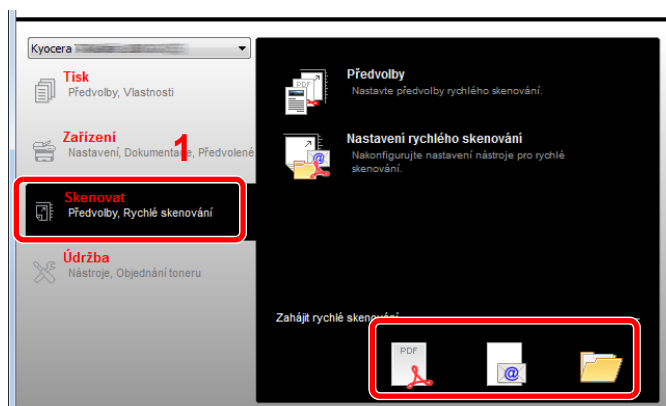 Kyocera
Tisk
Předvolby, Vlastnosti
Zařízení
Nastavení, Dokumentace, Předvolené
1
Skenovat
Předvolby, Rychlé skenování
Údržba
Nástroje, Objednání toneru
PDF
Předvolby
Nastavte předvolby rychlého skenování.
@
Nastavení rychlého skenování
Nakonfigurujte nastavení nástroje pro rychlé
skenování.
Zahájit rychlé skenování
PDF
@